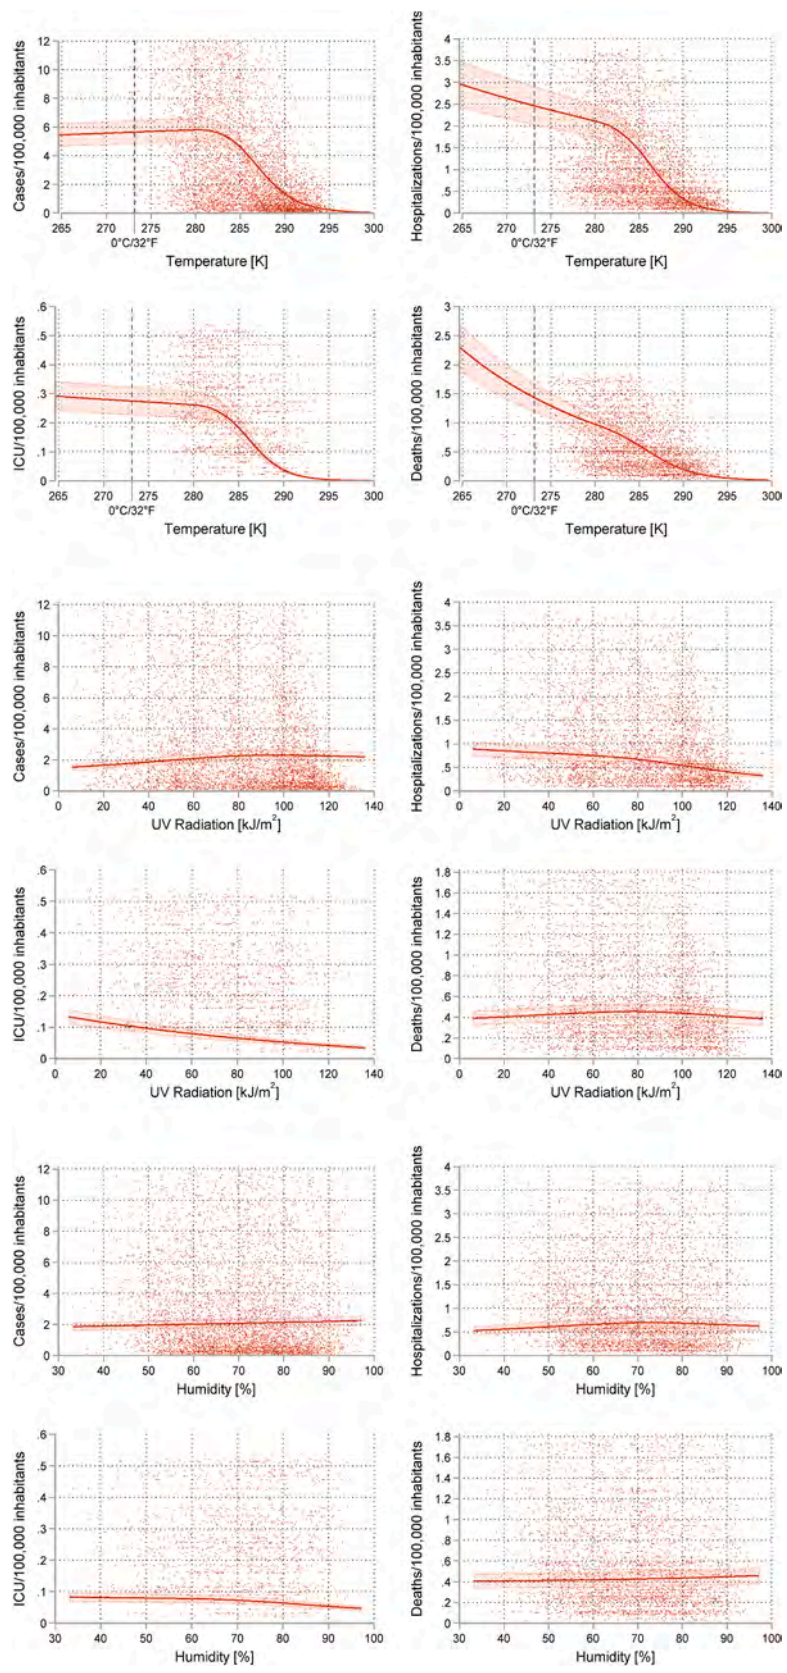 Cases/100,000 inhabitants
12
10
8
6
4
2
0
265 270 275 280 285 290 295 300
0°C/32°F
Temperature [K]
Hospitalizations/100,000 inhabitants
4
3.5
3
2.5
2
1.5
1
.5
0
265 270 275 280 285 290 295 300
0°C/32°F
Temperature [K]
ICU/100,000 inhabitants
.6
.5
.4
.3
.2
.1
0
265 270 275 280 285 290 295 300
0°C/32°F
Temperature [K]
Deaths/100,000 inhabitants
3
2.5
2
1.5
1
.5
0
265 270 275 280 285 290 295 300
0°C/32°F
Temperature [K]
Cases/100,000 inhabitants
12
10
8
6
4
2
0
0 20 40 60 80 100 120 140
UV Radiation [kJ/m²]
Hospitalizations/100,000 inhabitants
4
3.5
3
2.5
2
1.5
1
.5
0
0 20 40 60 80 100 120 140
UV Radiation [kJ/m²]
ICU/100,000 inhabitants
.6
.5
.4
.3
.2
.1
0
0 20 40 60 80 100 120 140
UV Radiation [kJ/m²]
Deaths/100,000 inhabitants
1.8
1.6
1.4
1.2
1
.8
.6
.4
.2
0
0 20 40 60 80 100 120 140
UV Radiation [kJ/m²]
Cases/100,000 inhabitants
12
10
8
6
4
2
0
30 40 50 60 70 80 90 100
Humidity [%]
Hospitalizations/100,000 inhabitants
4
3.5
3
2.5
2
1.5
1
.5
0
30 40 50 60 70 80 90 100
Humidity [%]
ICU/100,000 inhabitants
.6
.5
.4
.3
.2
.1
0
30 40 50 60 70 80 90 100
Humidity [%]
Deaths/100,000 inhabitants
1.8
1.6
1.4
1.2
1
.8
.6
.4
.2
0
30 40 50 60 70 80 90 100
Humidity [%]